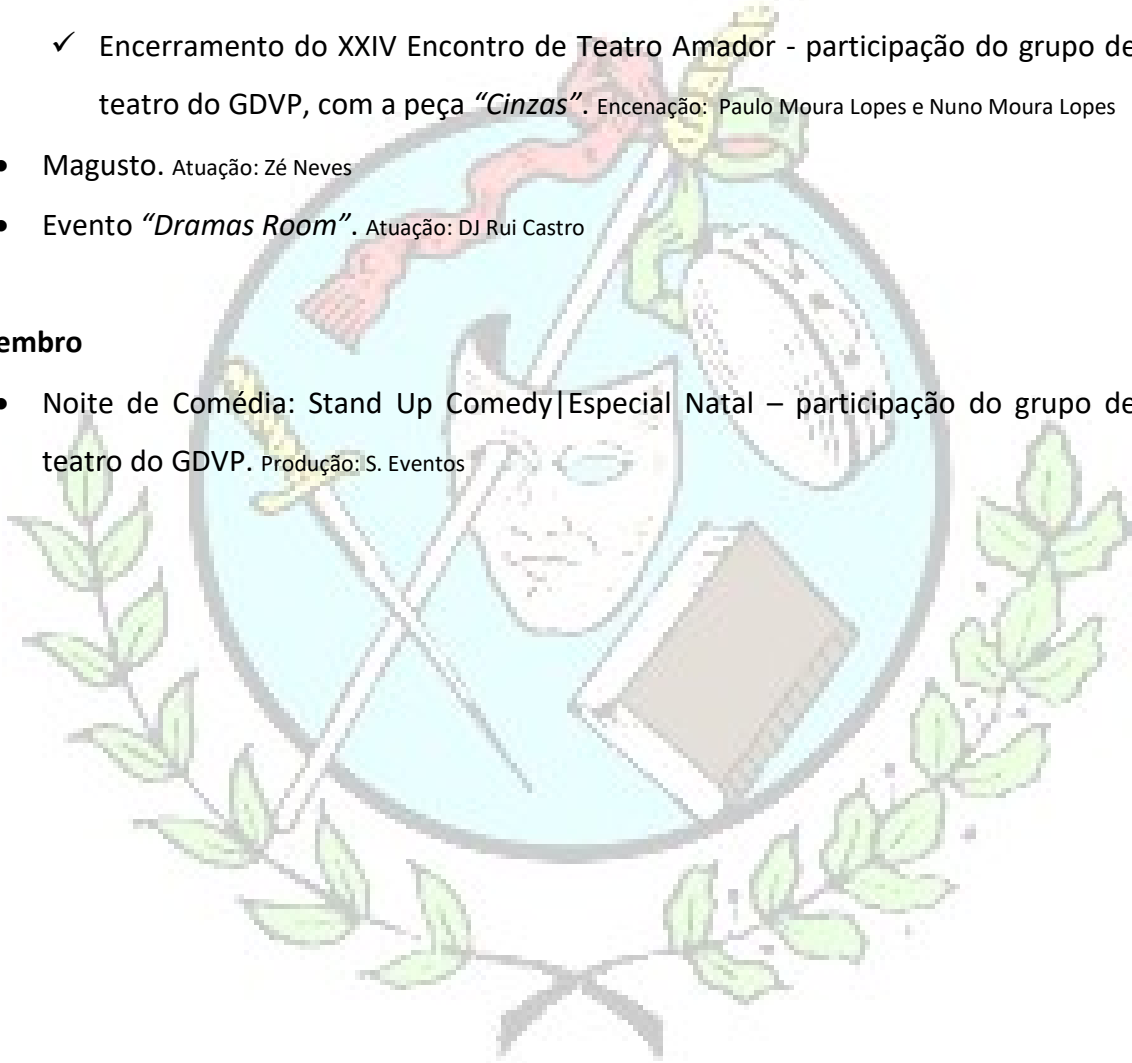 ✓ Encerramento do XXIV Encontro de Teatro Amador - participação do grupo de
teatro do GDVP, com a peça “Cinzas”. Encenação: Paulo Moura Lopes e Nuno Moura Lopes
• Magusto. Atuação: Zé Neves
• Evento “Dramas Room”. Atuação: DJ Rui Castro
embro
• Noite de Comédia: Stand Up Comedy|Especial Natal – participação do grupo de
teatro do GDVP. Produção: S. Eventos